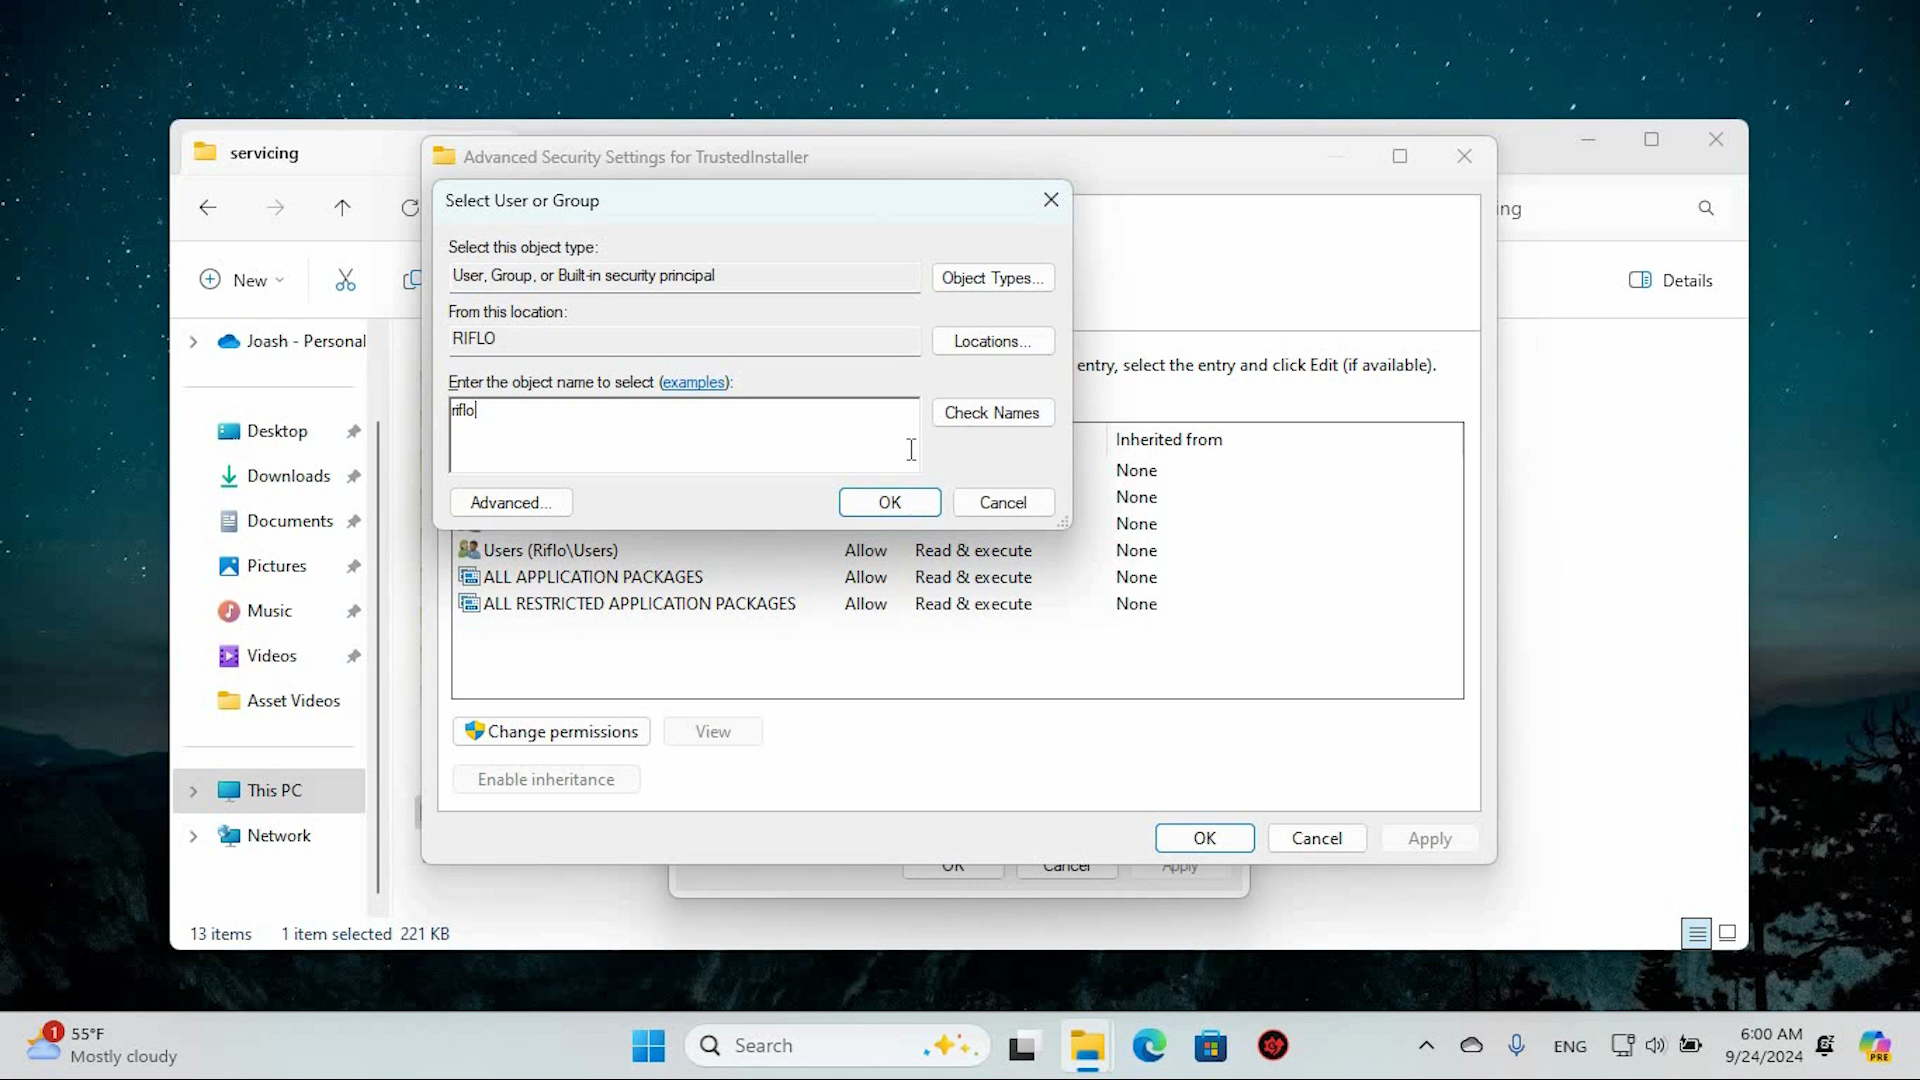 servicing
Advanced Security Settings for TrustedInstaller
Select User or Group
ing
Select this object type:
User, Group, or Built-in security principal
Object Types...
New
Details
From this location:
RIFLO
Locations...
Joash - Personal
entry, select the entry and click Edit (if available).
Enter the object name to select (examples):
riflo
Check Names
Inherited from
Desktop
None
Downloads
None
Advanced...
OK
Cancel
Documents
None
Users (Riflo\Users) Allow Read & execute None
Pictures
ALL APPLICATION PACKAGES Allow Read & execute None
ALL RESTRICTED APPLICATION PACKAGES Allow Read & execute None
Music
Videos
Asset Videos
Change permissions
View
Enable inheritance
This PC
Network
OK
Cancel
Apply
OK
Cancel
Apply
13 items 1 item selected 221 KB
1
55°F
Mostly cloudy
Search
ENG
6:00 AM
9/24/2024
PRE